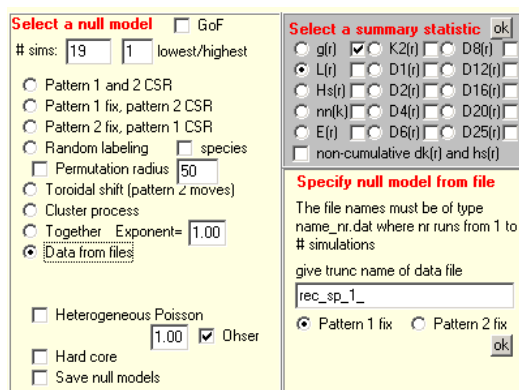 Select a null model GoF
# sims: 19 1 lowest/highest
Pattern 1 and 2 CSR
Pattern 1 fix, pattern 2 CSR
Pattern 2 fix, pattern 1 CSR
Random labeling species
Permutation radius 50
Toroidal shift (pattern 2 moves)
Cluster process
Together Exponent= 1.00
Data from files
Heterogeneous Poisson
1.00 Ohser
Hard core
Save null models
Select a summary statistic ok
g(r) K2(r) D8(r)
L(r) D1(r) D12(r)
Hs(r) D2(r) D16(r)
nn(k) D4(r) D20(r)
E(r) D6(r) D25(r)
non-cumulative dk(r) and hs(r)
Specify null model from file
The file names must be of type
name_nr.dat where nr runs from 1 to
# simulations
give trunc name of data file
rec_sp_1_
Pattern 1 fix Pattern 2 fix
ok